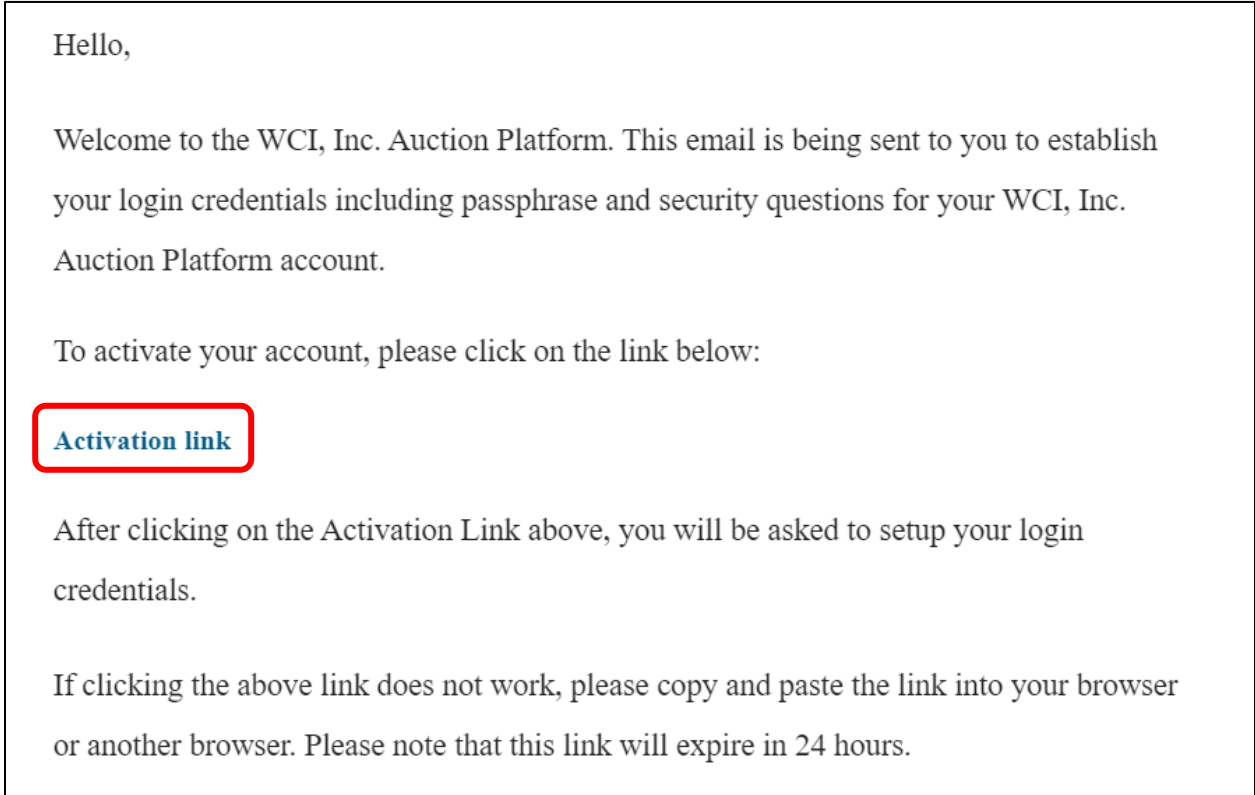 Hello,
Welcome to the WCI, Inc. Auction Platform. This email is being sent to you to establish
your login credentials including passphrase and security questions for your WCI, Inc.
Auction Platform account.
To activate your account, please click on the link below:
Activation link
After clicking on the Activation Link above, you will be asked to setup your login
credentials.
If clicking the above link does not work, please copy and paste the link into your browser
or another browser. Please note that this link will expire in 24 hours.